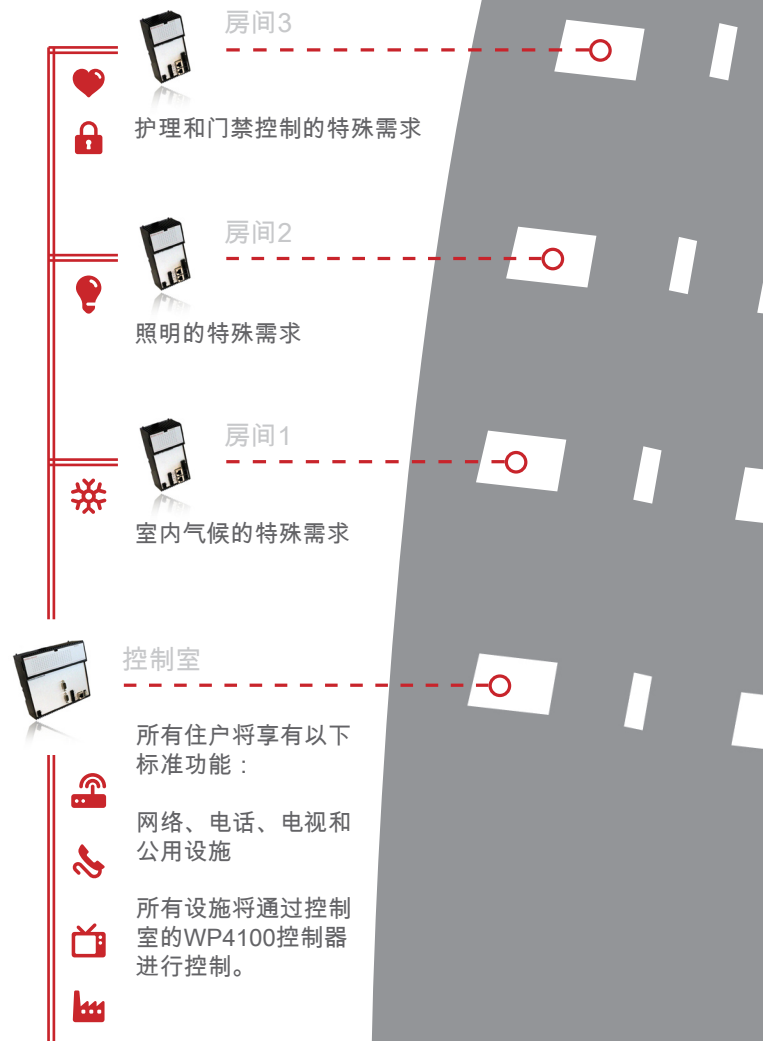 房间3
护理和门禁控制的特殊需求
房间2
照明的特殊需求
房间1
室内气候的特殊需求
控制室
所有住户将享有以下
标准功能：
网络、电话、电视和
公用设施
所有设施将通过控制
室的WP4100控制器
进行控制。